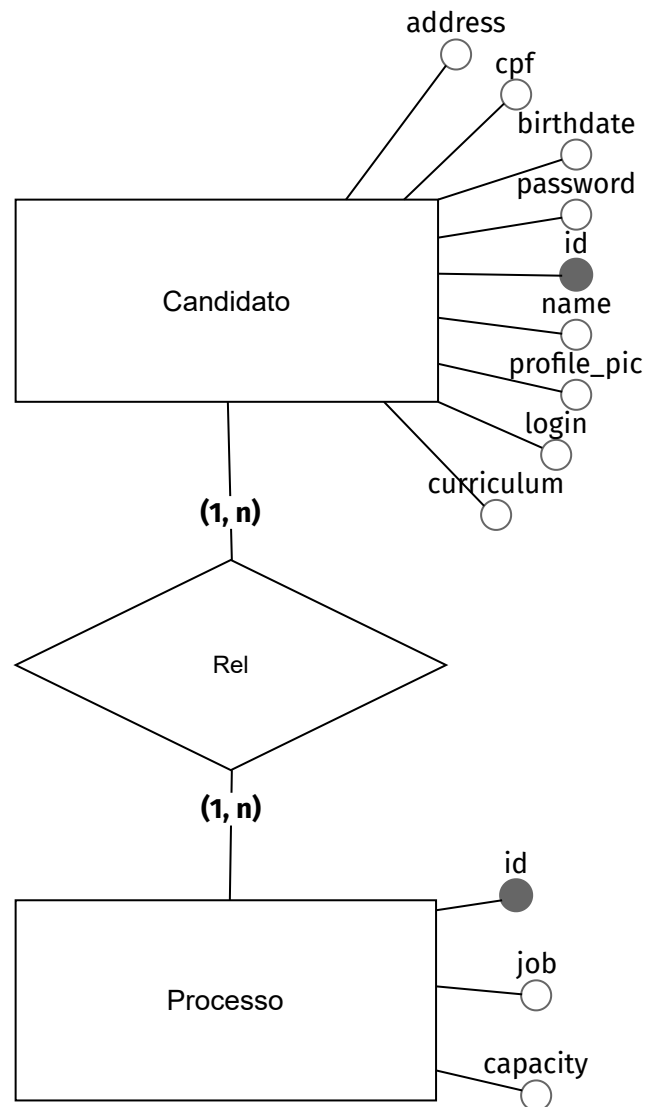 address
cpf
birthdate
password
id
name
profile_pic
login
curriculum
Candidato
(1, n)
Rel
(1, n)
id
job
capacity
Processo